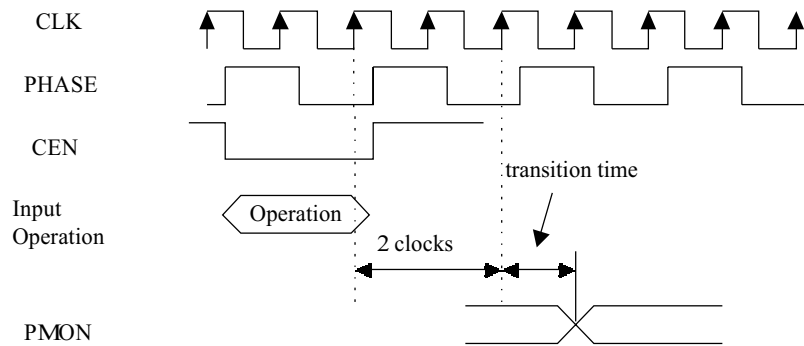 CLK
PHASE
CEN
transition time
Input
Operation
Operation
2 clocks
PMON